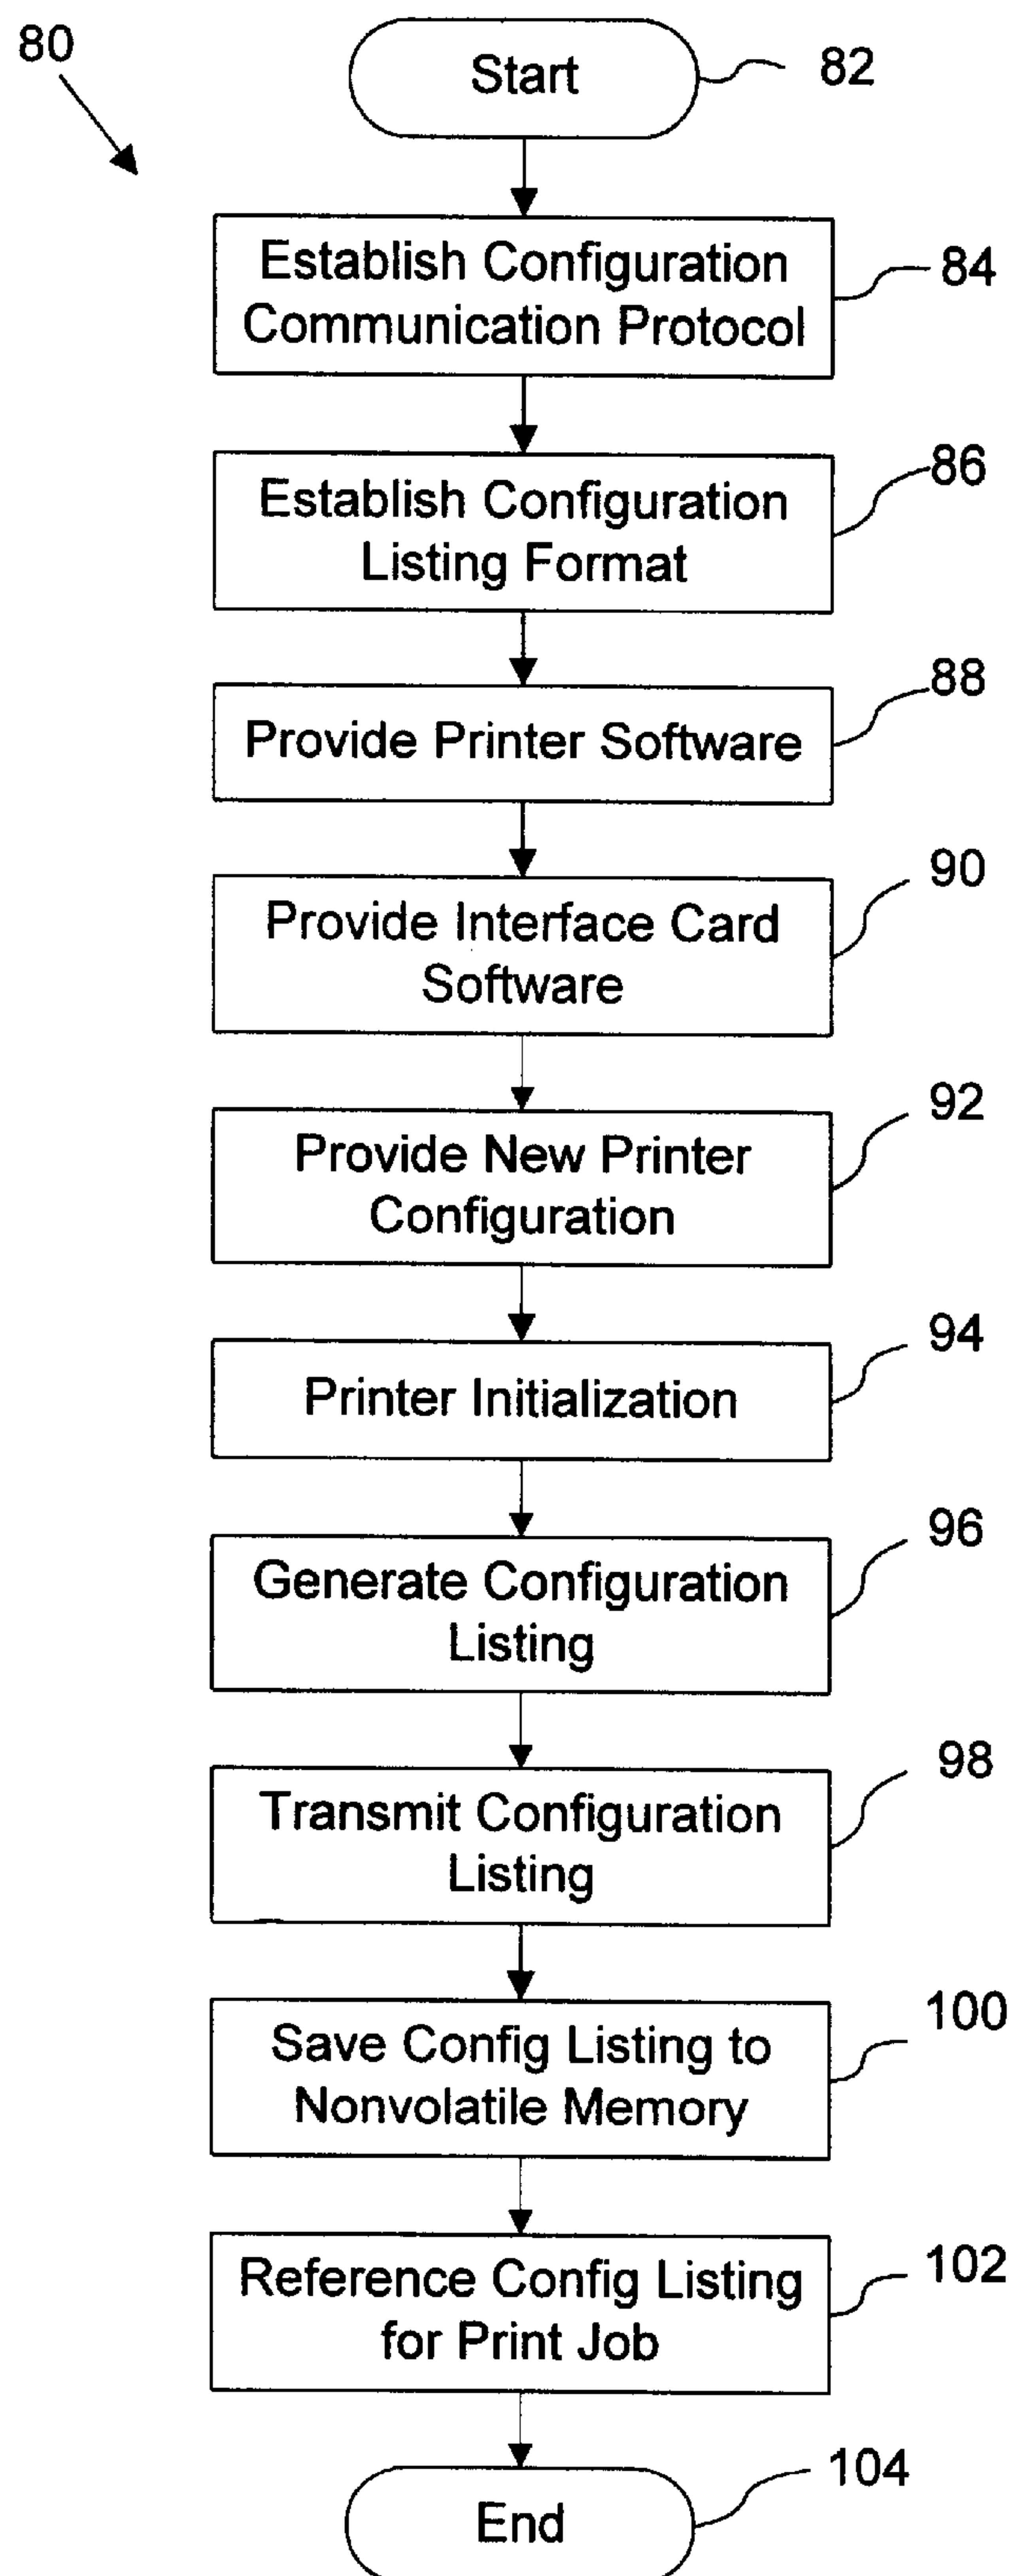 80
Start
82
Establish Configuration
Communication Protocol
84
Establish Configuration
Listing Format
86
Provide Printer Software
88
Provide Interface Card
Software
90
Provide New Printer
Configuration
92
Printer Initialization
94
Generate Configuration
Listing
96
Transmit Configuration
Listing
98
Save Config Listing to
Nonvolatile Memory
100
Reference Config Listing
for Print Job
102
End
104